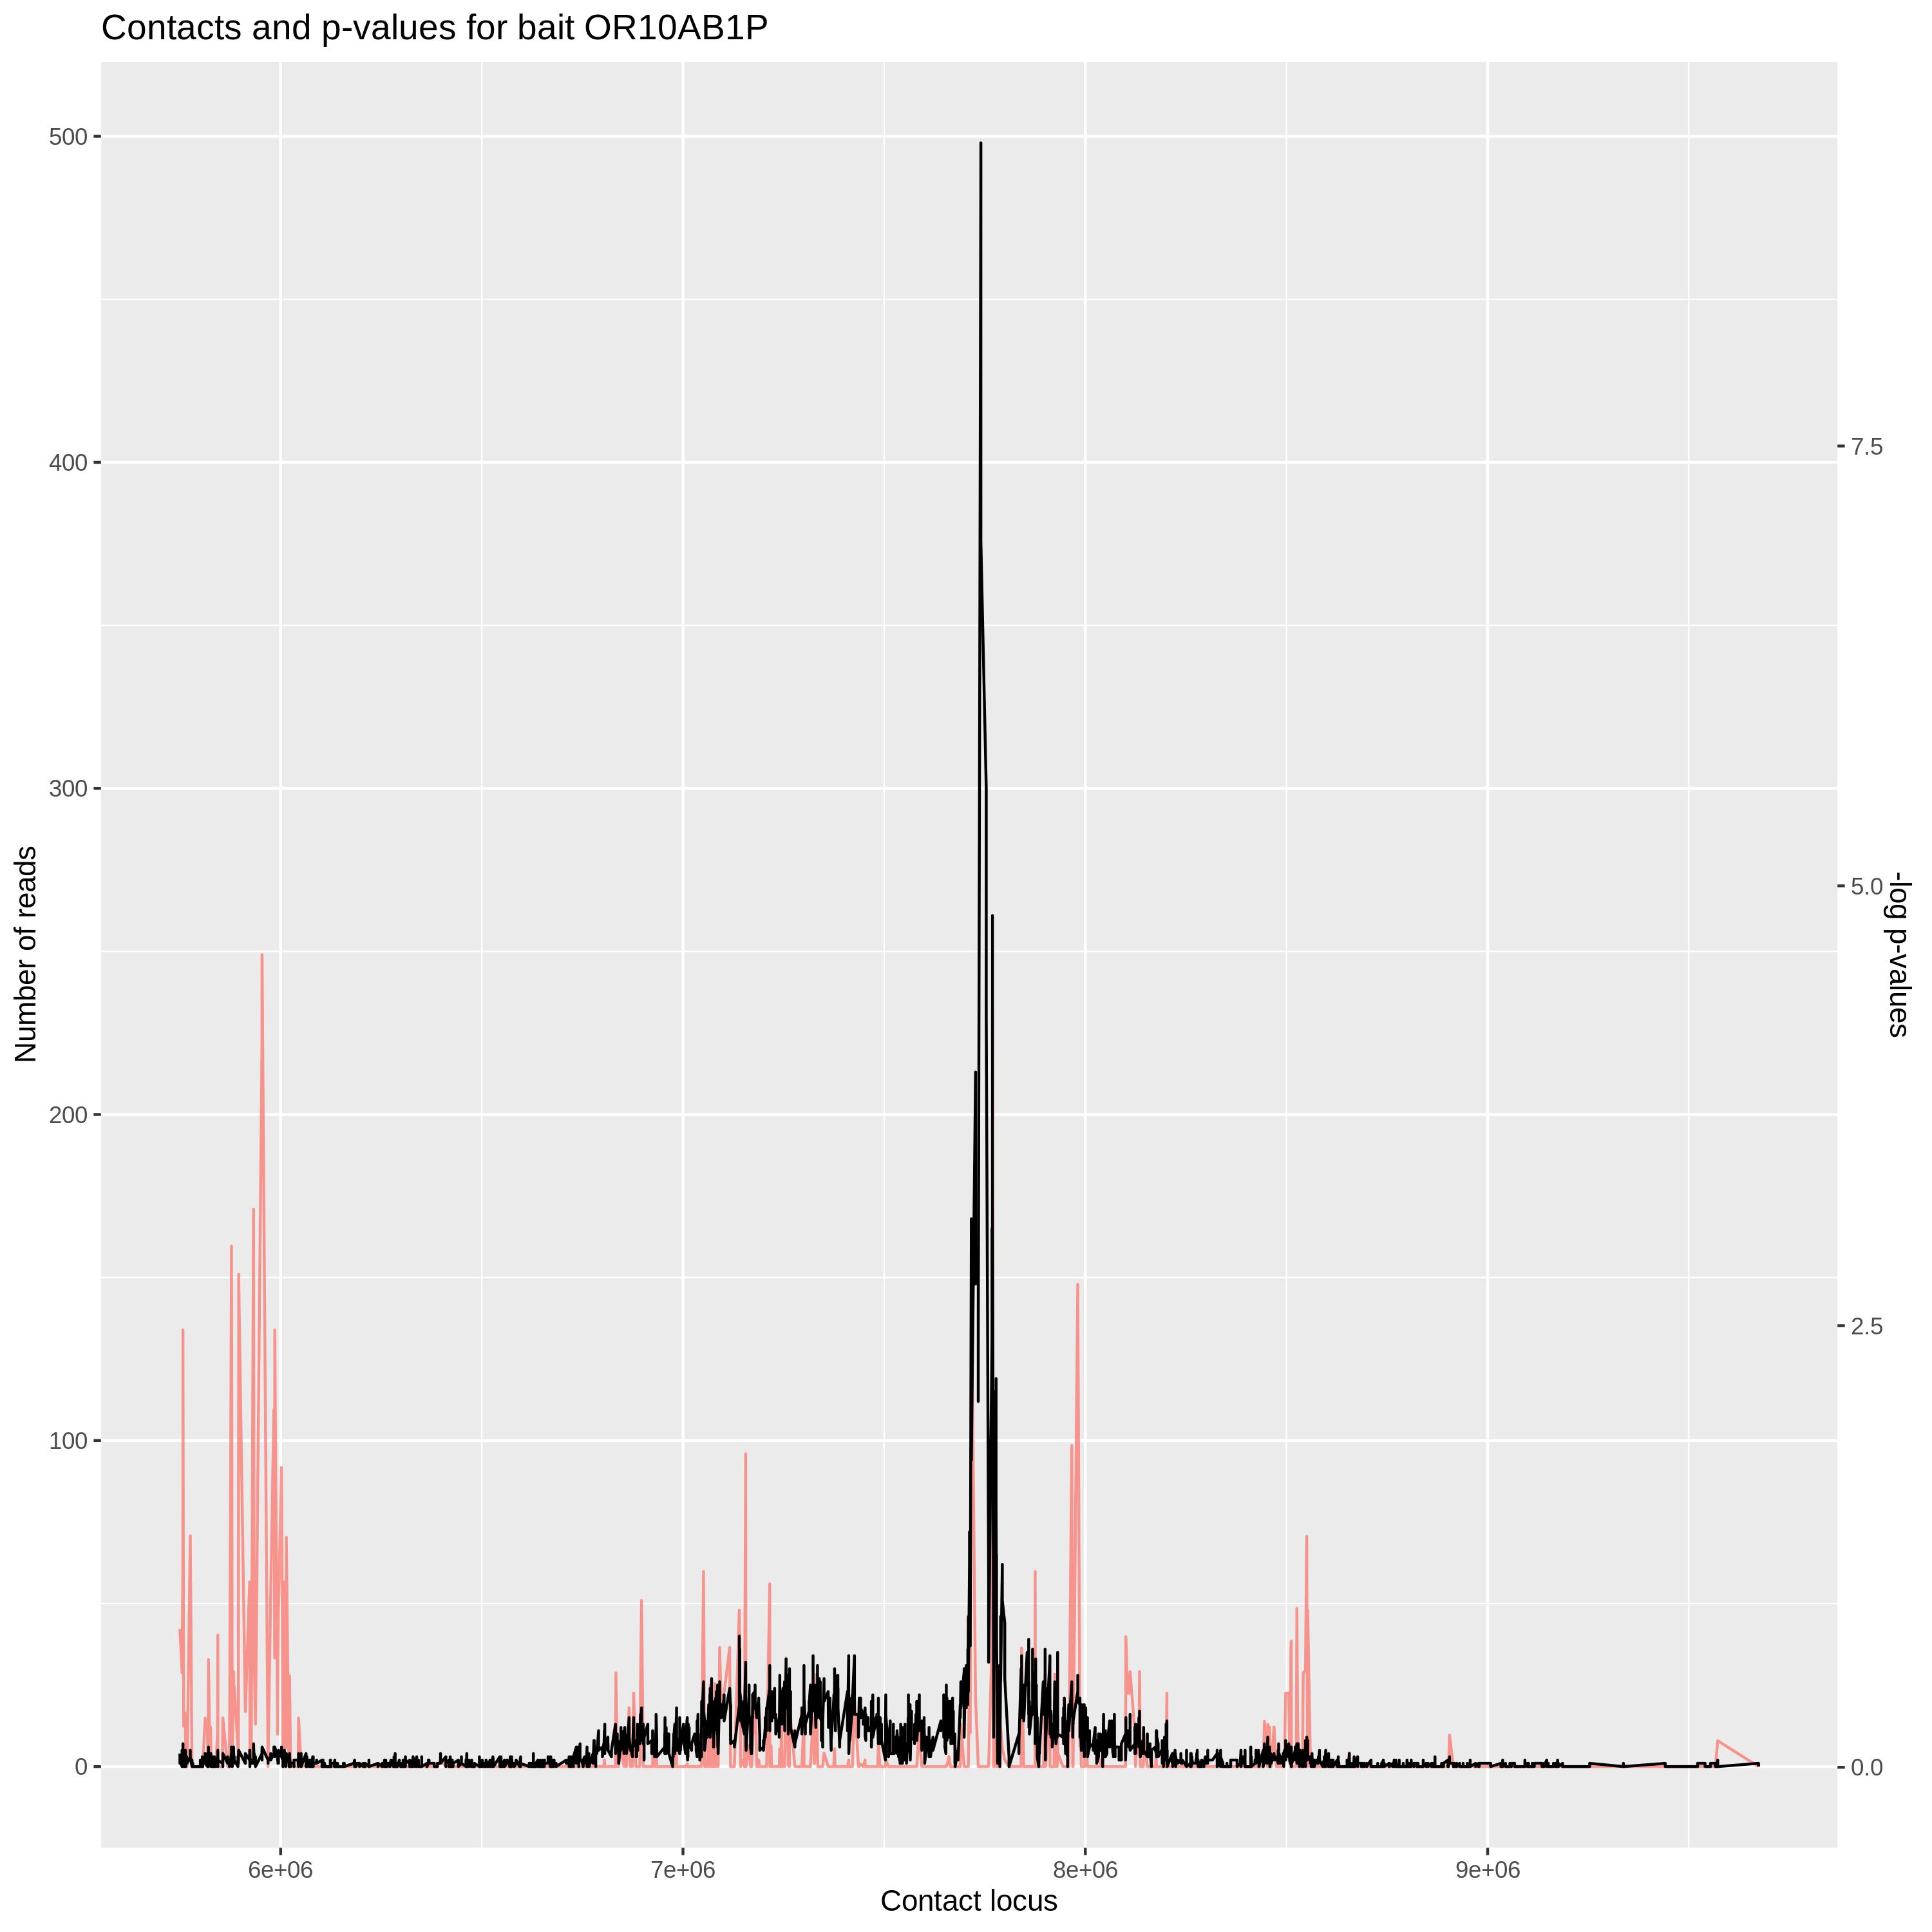 Contacts and p-values for bait OR10AB1P
500
400
300
200
100
0
Number of reads
7.5
5.0
2.5
0.0
-log p-values
6e+06
7e+06
8e+06
9e+06
Contact locus